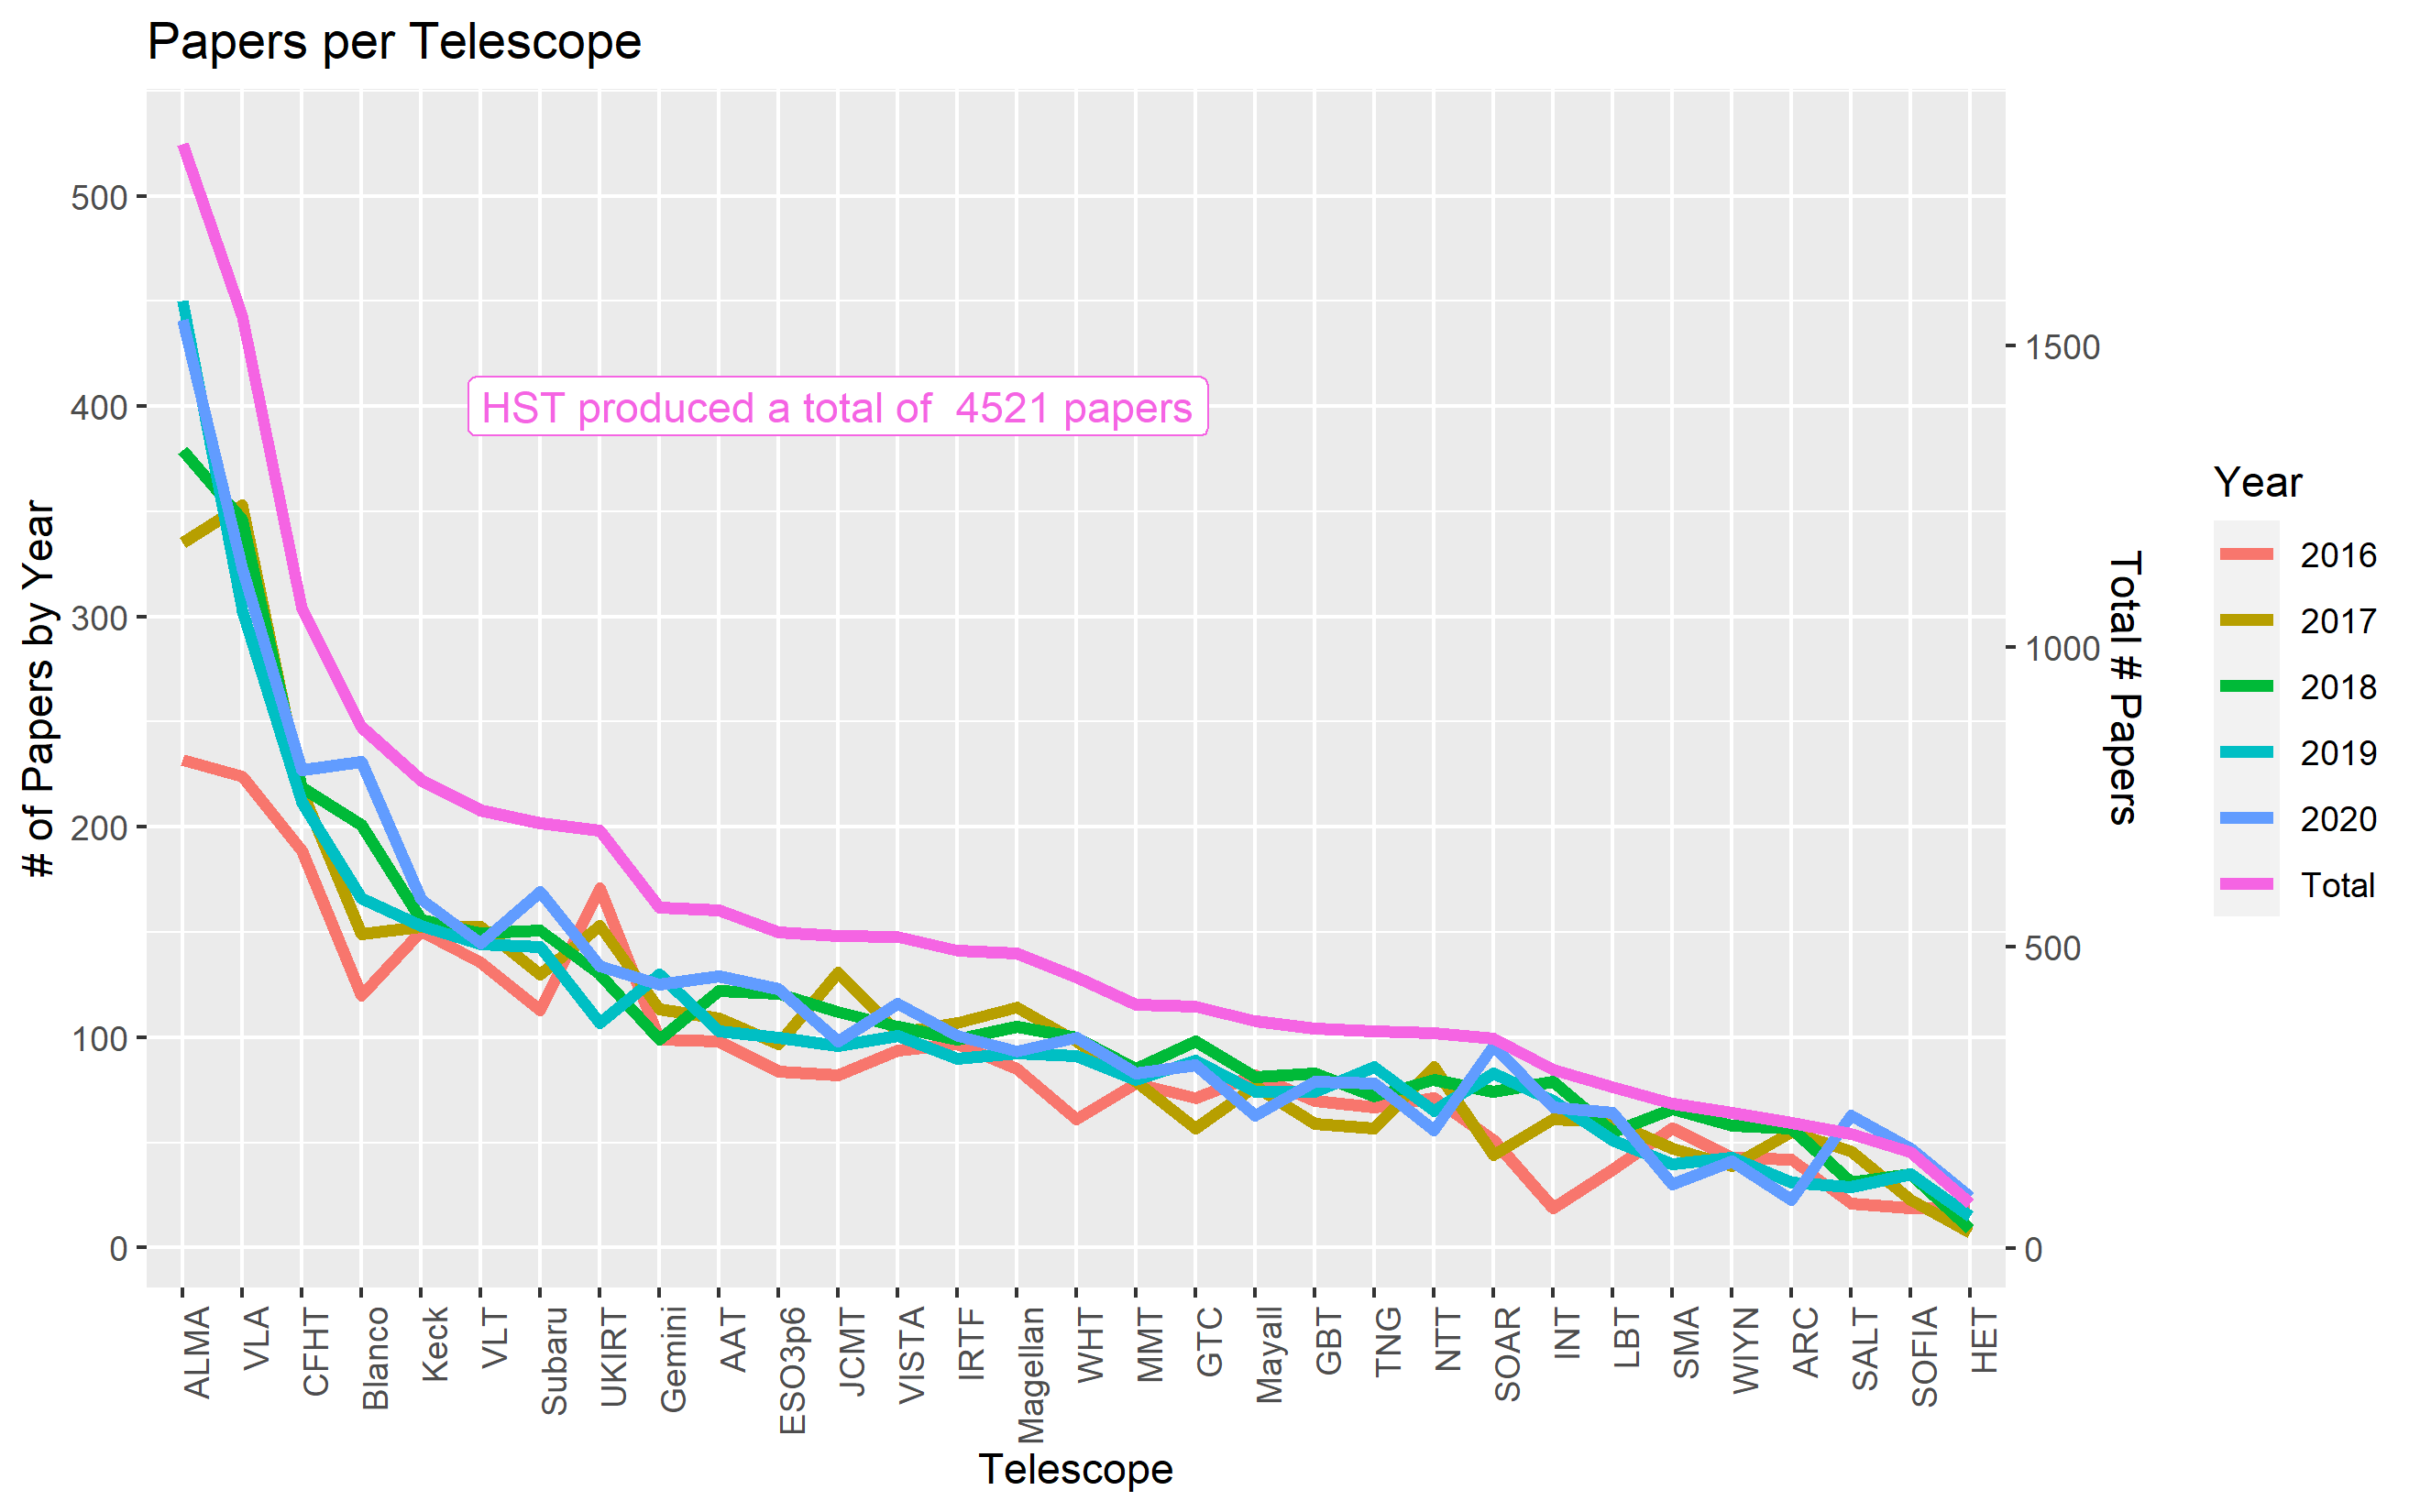 Papers per Telescope
# of Papers by Year
500
400
300
200
100
0
HST produced a total of  4521 papers
1500
1000
500
0
Total # Papers
Year
2016
2017
2018
2019
2020
Total
ALMA
VLA
CFHT
Blanco
Keck
VLT
Subaru
UKIRT
Gemini
AAT
ESO3p6
JCMT
VISTA
IRTF
Magellan
WHT
MMT
GTC
Mayall
GBT
TNG
NTT
SOAR
INT
LBT
SMA
WIYN
ARC
SALT
SOFIA
HET
Telescope